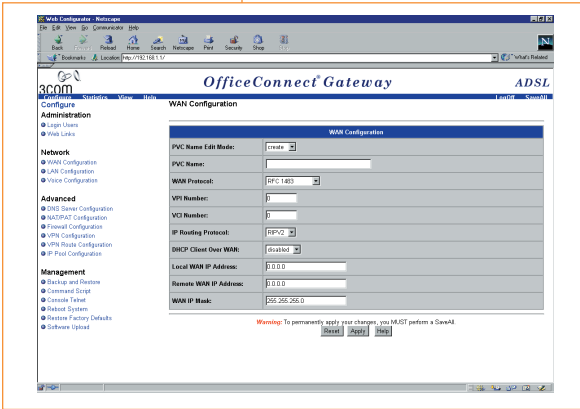 Web Configurator - Netscape
File Edit View Go Communicator Help
Back Forward Reload Home Search Netscape Print Security Shop Stop
Bookmarks Location: http://192.168.1.1/ What's Related
3COM OfficeConnect® Gateway ADSL
Configure Statistics View Help LogOff SaveAll
Configure
Administration
Login Users
Web Links
Network
WAN Configuration
LAN Configuration
Voice Configuration
Advanced
DNS Server Configuration
NAT/PAT Configuration
Firewall Configuration
VPN Configuration
VPN Route Configuration
IP Pool Configuration
Management
Backup and Restore
Command Script
Console Telnet
Reboot System
Restore Factory Defaults
Software Upload
WAN Configuration
WAN Configuration
PVC Name Edit Mode: create
PVC Name:
WAN Protocol: RFC 1483
VPI Number: 0
VCI Number: 0
IP Routing Protocol: RIPV2
DHCP Client Over WAN: disabled
Local WAN IP Address: 0.0.0.0
Remote WAN IP Address: 0.0.0.0
WAN IP Mask: 255.255.255.0
Warning: To permanently apply your changes, you MUST perform a SaveAll.
Reset Apply Help